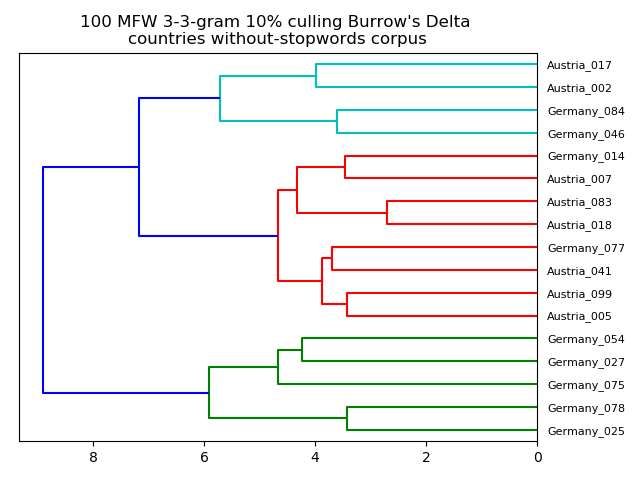 100 MFW 3-3-gram 10% culling Burrow's Delta
countries without-stopwords corpus
Austria_017
Austria_002
Germany_084
Germany_046
Germany_014
Austria_007
Austria_083
Austria_018
Germany_077
Austria_041
Austria_099
Austria_005
Germany_054
Germany_027
Germany_075
Germany_078
Germany_025
8 6 4 2 0